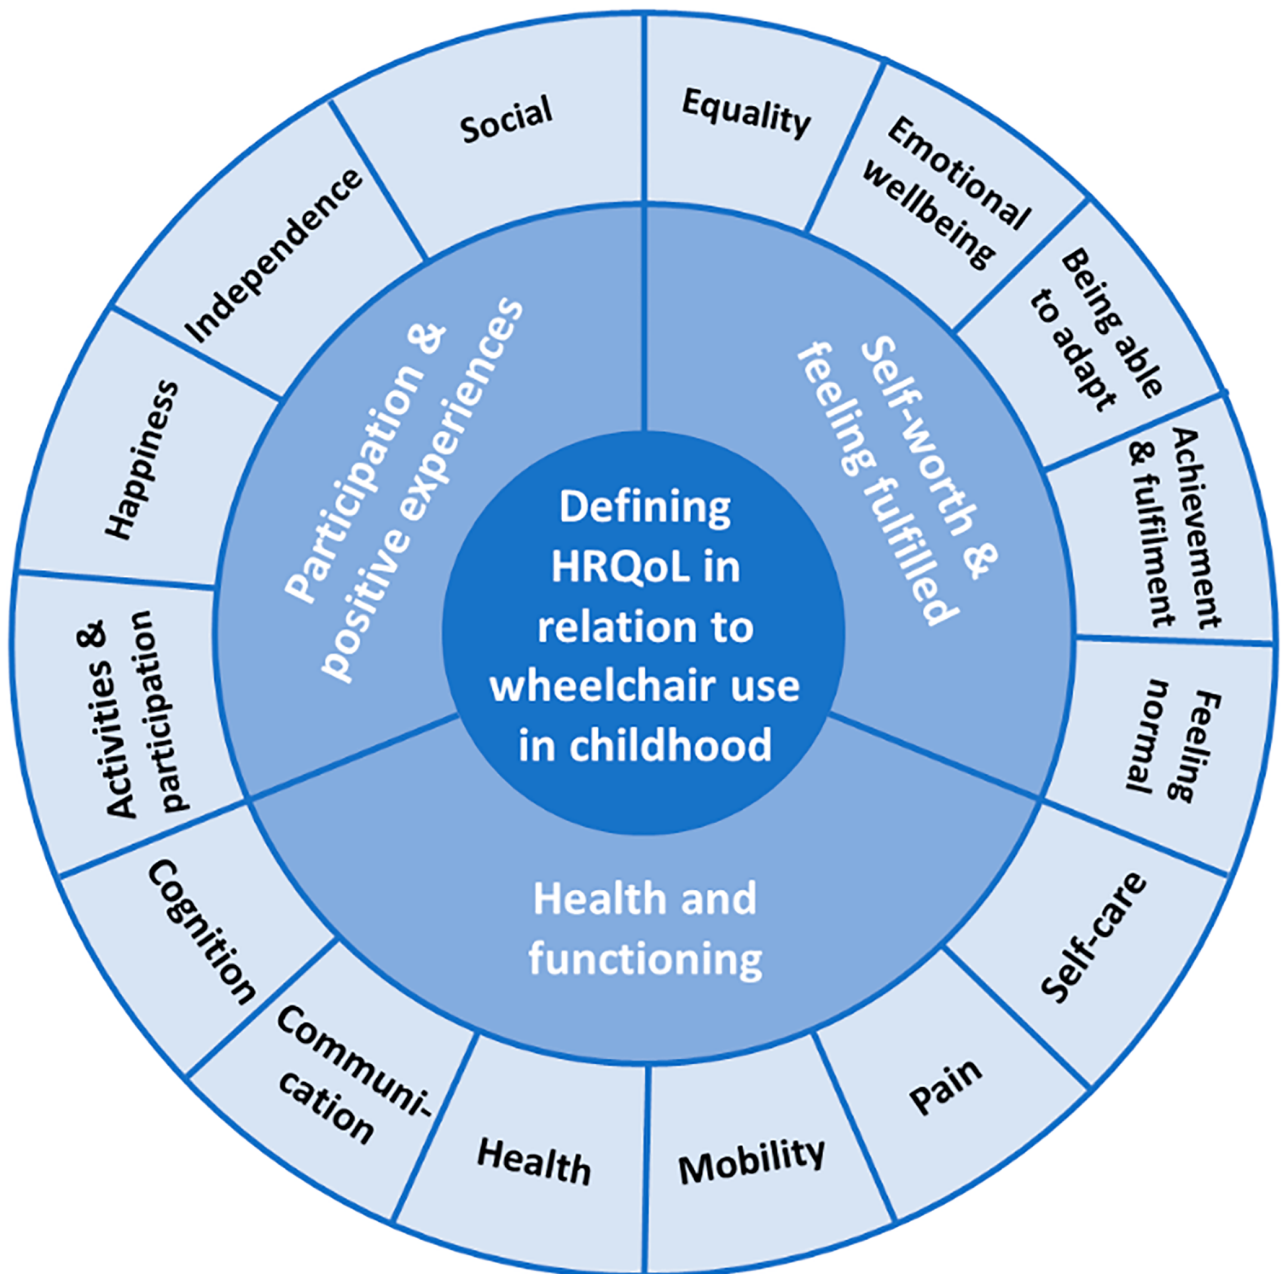 Defining
HRQoL in
relation to
wheelchair use
in childhood
Participation &
positive experiences
Self-worth &
feeling fulfilled
Health and
functioning
Social
Equality
Emotional
wellbeing
Being able
to adapt
Achievement
& fulfilment
Feeling
normal
Self-care
Pain
Mobility
Health
Communi-
cation
Cognition
Activities &
participation
Happiness
Independence